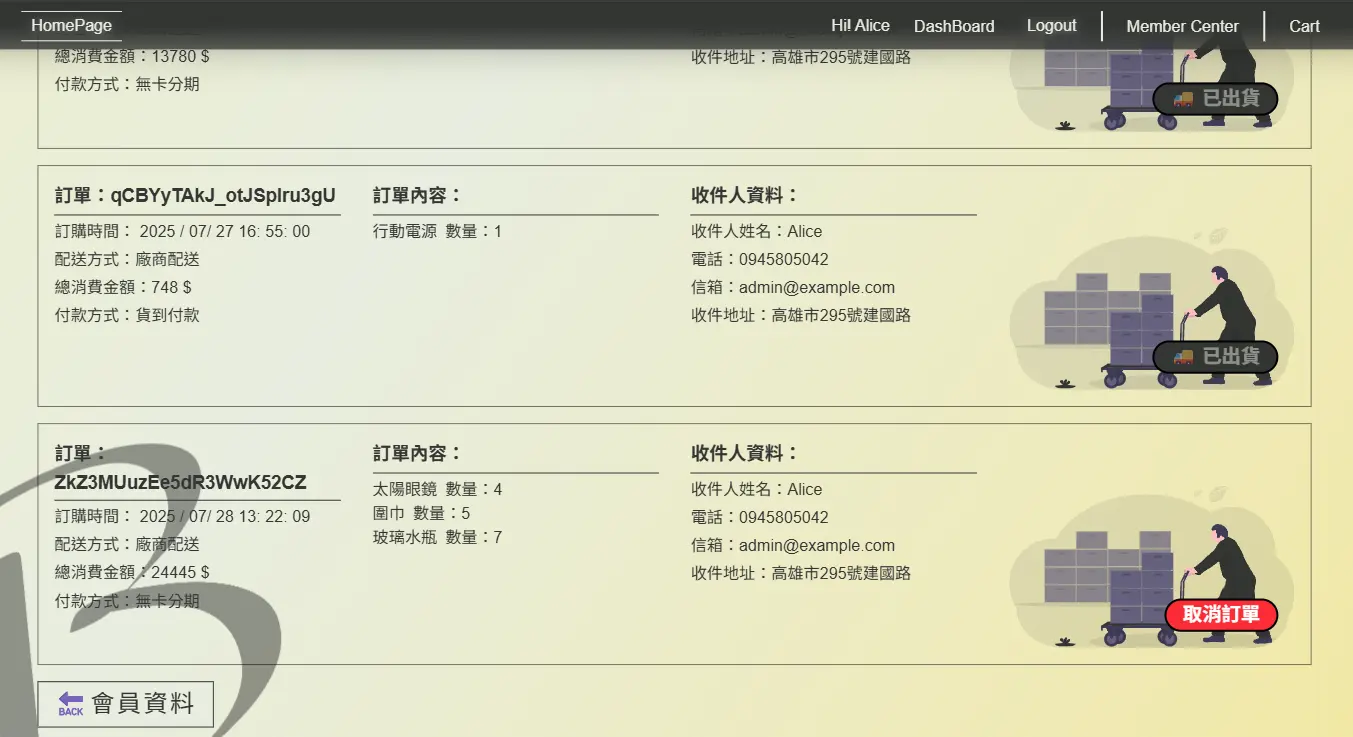 HomePage
Hi! Alice DashBoard Logout Member Center Cart
總消費金額：13780 $
付款方式：無卡分期
收件地址：高雄市295號建國路
已出貨
訂單：qCBYyTAkJ_otJSplru3gU
訂購時間： 2025 / 07/ 27 16: 55: 00
配送方式：廠商配送
總消費金額：748 $
付款方式：貨到付款
訂單內容：
行動電源 數量：1
收件人資料：
收件人姓名：Alice
電話：0945805042
信箱：admin@example.com
收件地址：高雄市295號建國路
已出貨
訂單：
ZkZ3MUuzEe5dR3WwK52CZ
訂購時間： 2025 / 07/ 28 13: 22: 09
配送方式：廠商配送
總消費金額：24445 $
付款方式：無卡分期
訂單內容：
太陽眼鏡 數量：4
圍巾 數量：5
玻璃水瓶 數量：7
收件人資料：
收件人姓名：Alice
電話：0945805042
信箱：admin@example.com
收件地址：高雄市295號建國路
取消訂單
BACK 會員資料